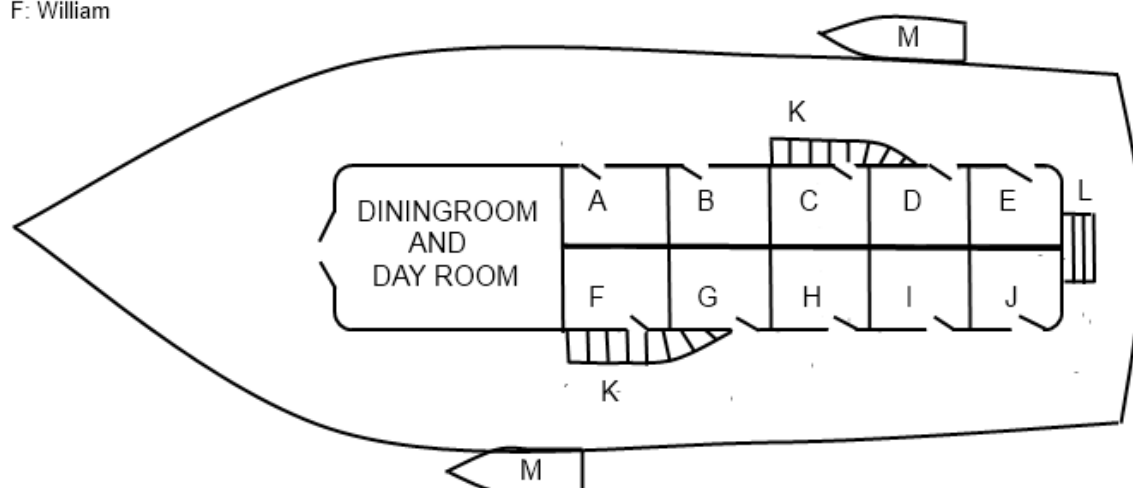 F: William
M
K
A B C D E L
DININGROOM
AND
DAY ROOM
F G H I J
K
M